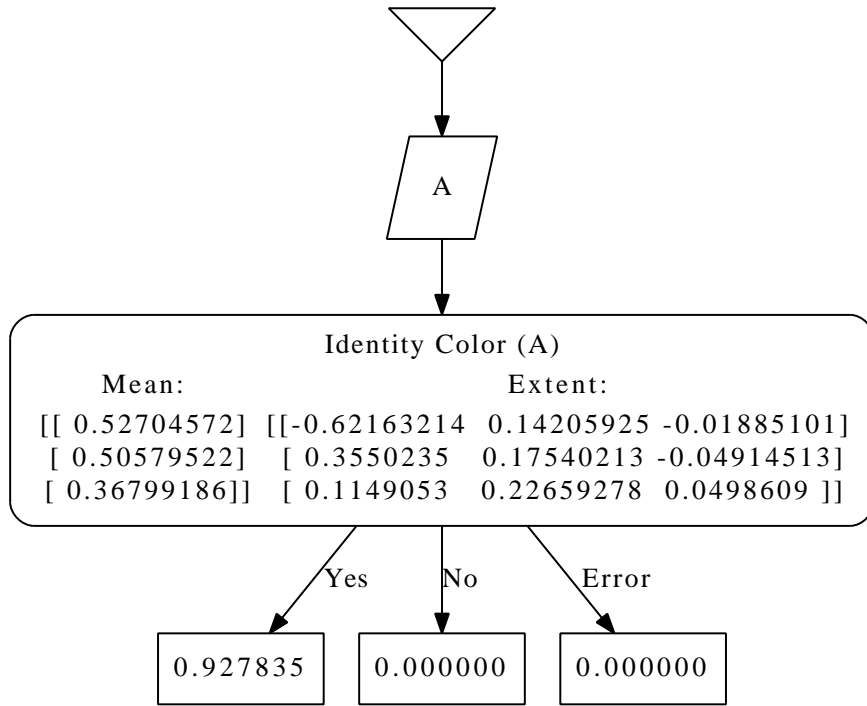 A
Identity Color (A)
Mean: Extent:
[[ 0.52704572] [[-0.62163214 0.14205925 -0.01885101]
[ 0.50579522] [ 0.3550235 0.17540213 -0.04914513]
[ 0.36799186]] [ 0.1149053 0.22659278 0.0498609 ]]
Yes No Error
0.927835 0.000000 0.000000